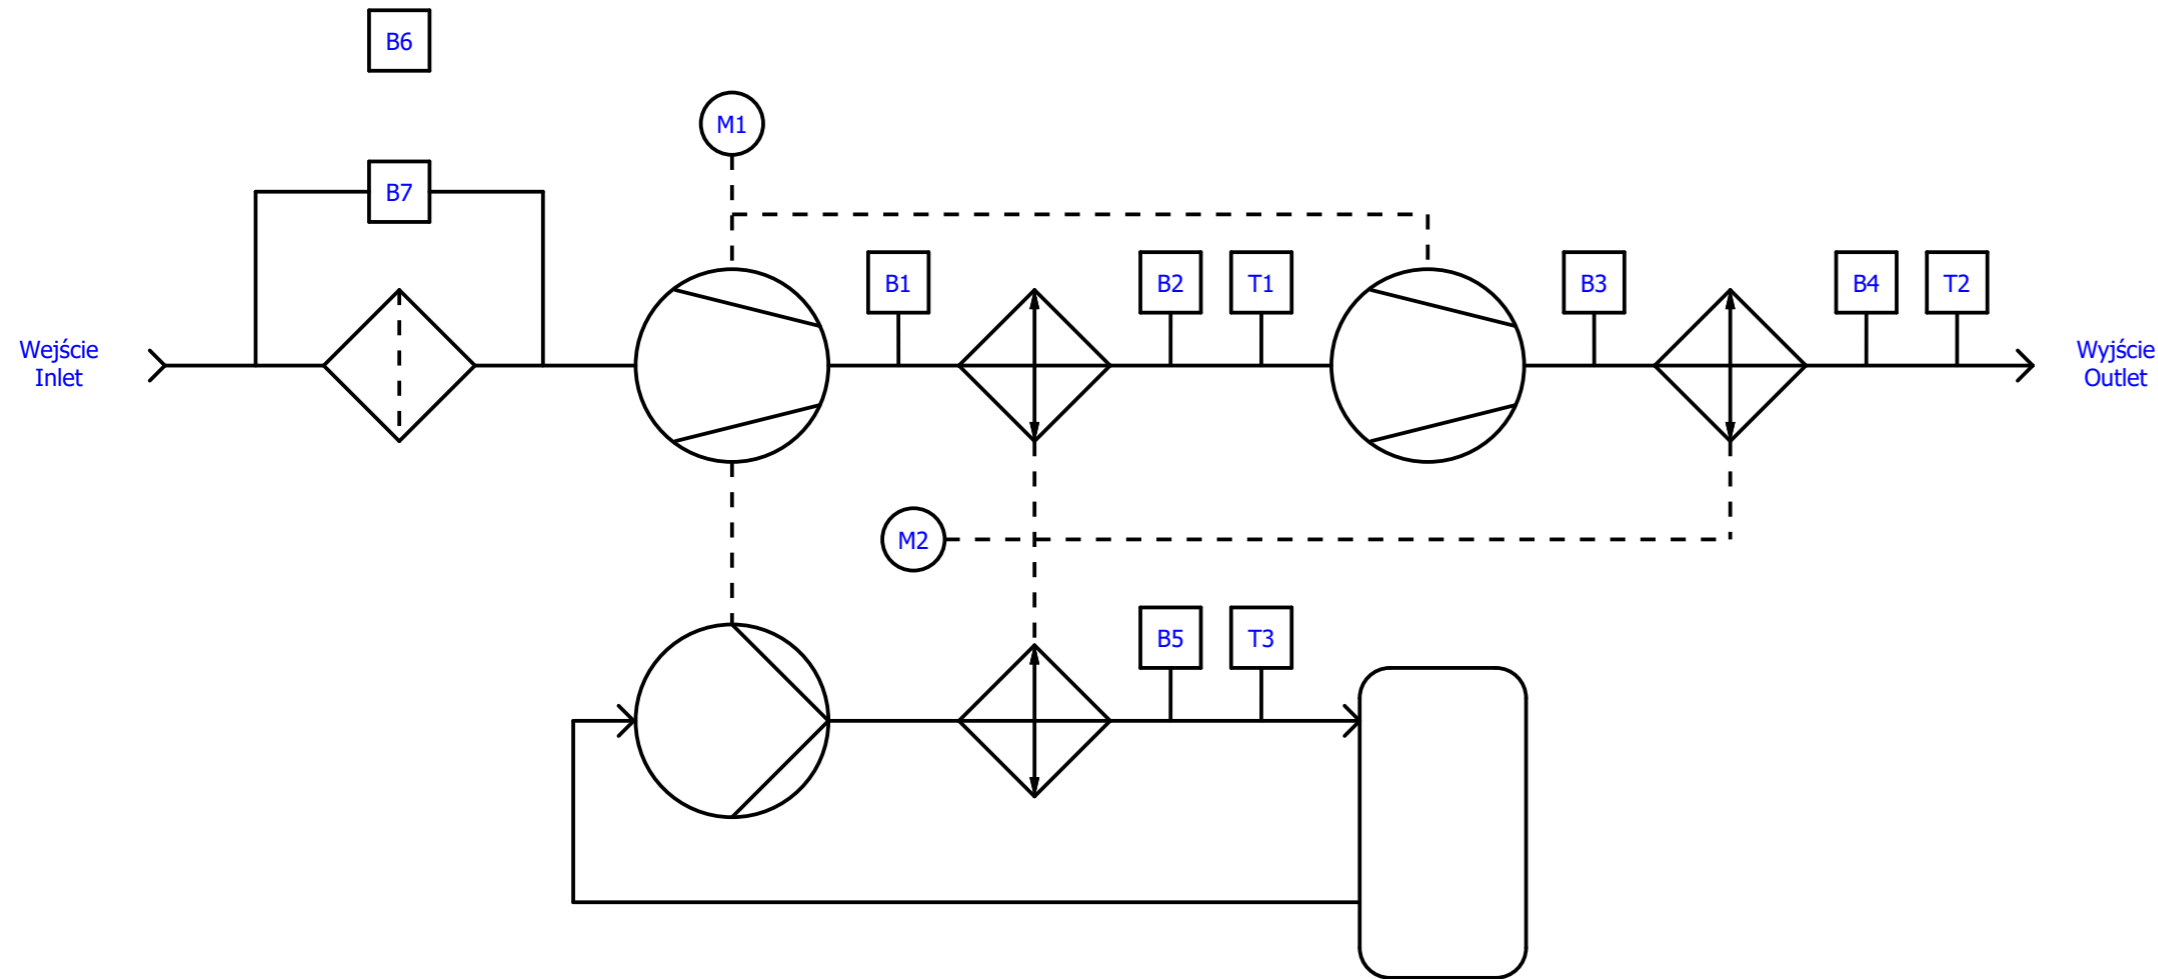 B6
M1
B7
B1
B2
T1
B3
B4
T2
Wejście
Inlet
Wyjście
Outlet
M2
B5
T3